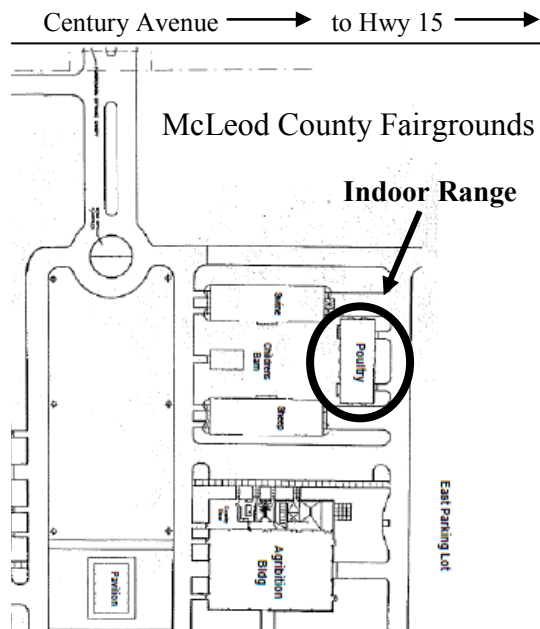 Century Avenue to Hwy 15
McLeod County Fairgrounds
Indoor Range
Swine
Childrens
Barn
Poultry
Sheep
East Parking Lot
Agribition
Bldg
Pavilion